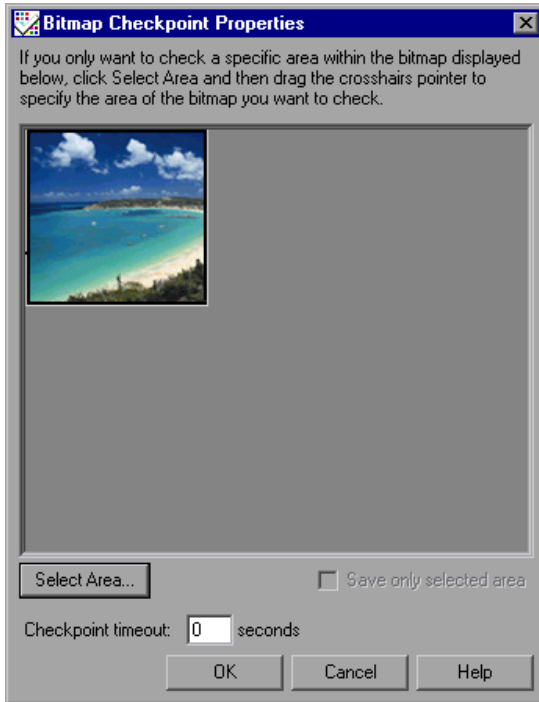 Bitmap Checkpoint Properties
If you only want to check a specific area within the bitmap displayed
below, click Select Area and then drag the crosshairs pointer to
specify the area of the bitmap you want to check.
Select Area...
Save only selected area
Checkpoint timeout: 0 seconds
OK Cancel Help